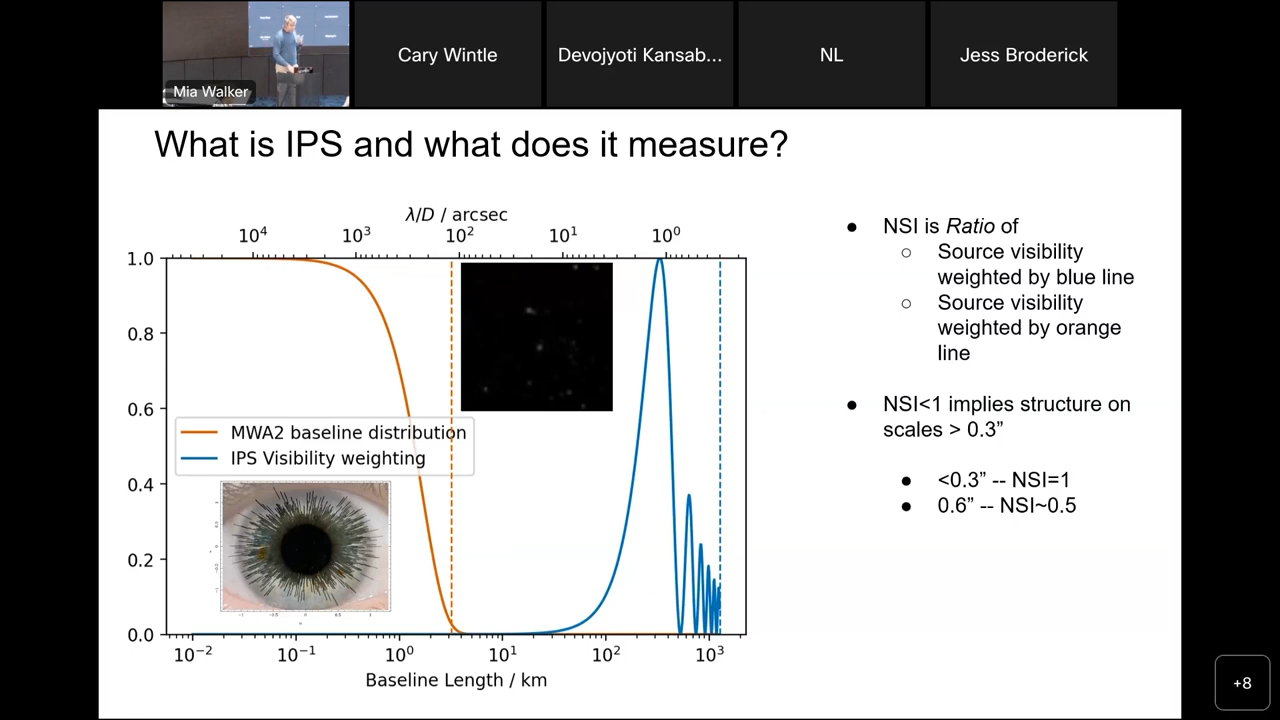 Mia Walker
Cary Wintle
Devojyoti Kansab...
NL
Jess Broderick
What is IPS and what does it measure?
λ/D / arcsec
10⁴ 10³ 10² 10¹ 10⁰
1.0
0.8
0.6
0.4
0.2
0.0
MWA2 baseline distribution
IPS Visibility weighting
10⁻² 10⁻¹ 10⁰ 10¹ 10² 10³
Baseline Length / km
● NSI is Ratio of
○ Source visibility
weighted by blue line
○ Source visibility
weighted by orange
line
● NSI<1 implies structure on
scales > 0.3”
● <0.3” -- NSI=1
● 0.6” -- NSI~0.5
+8